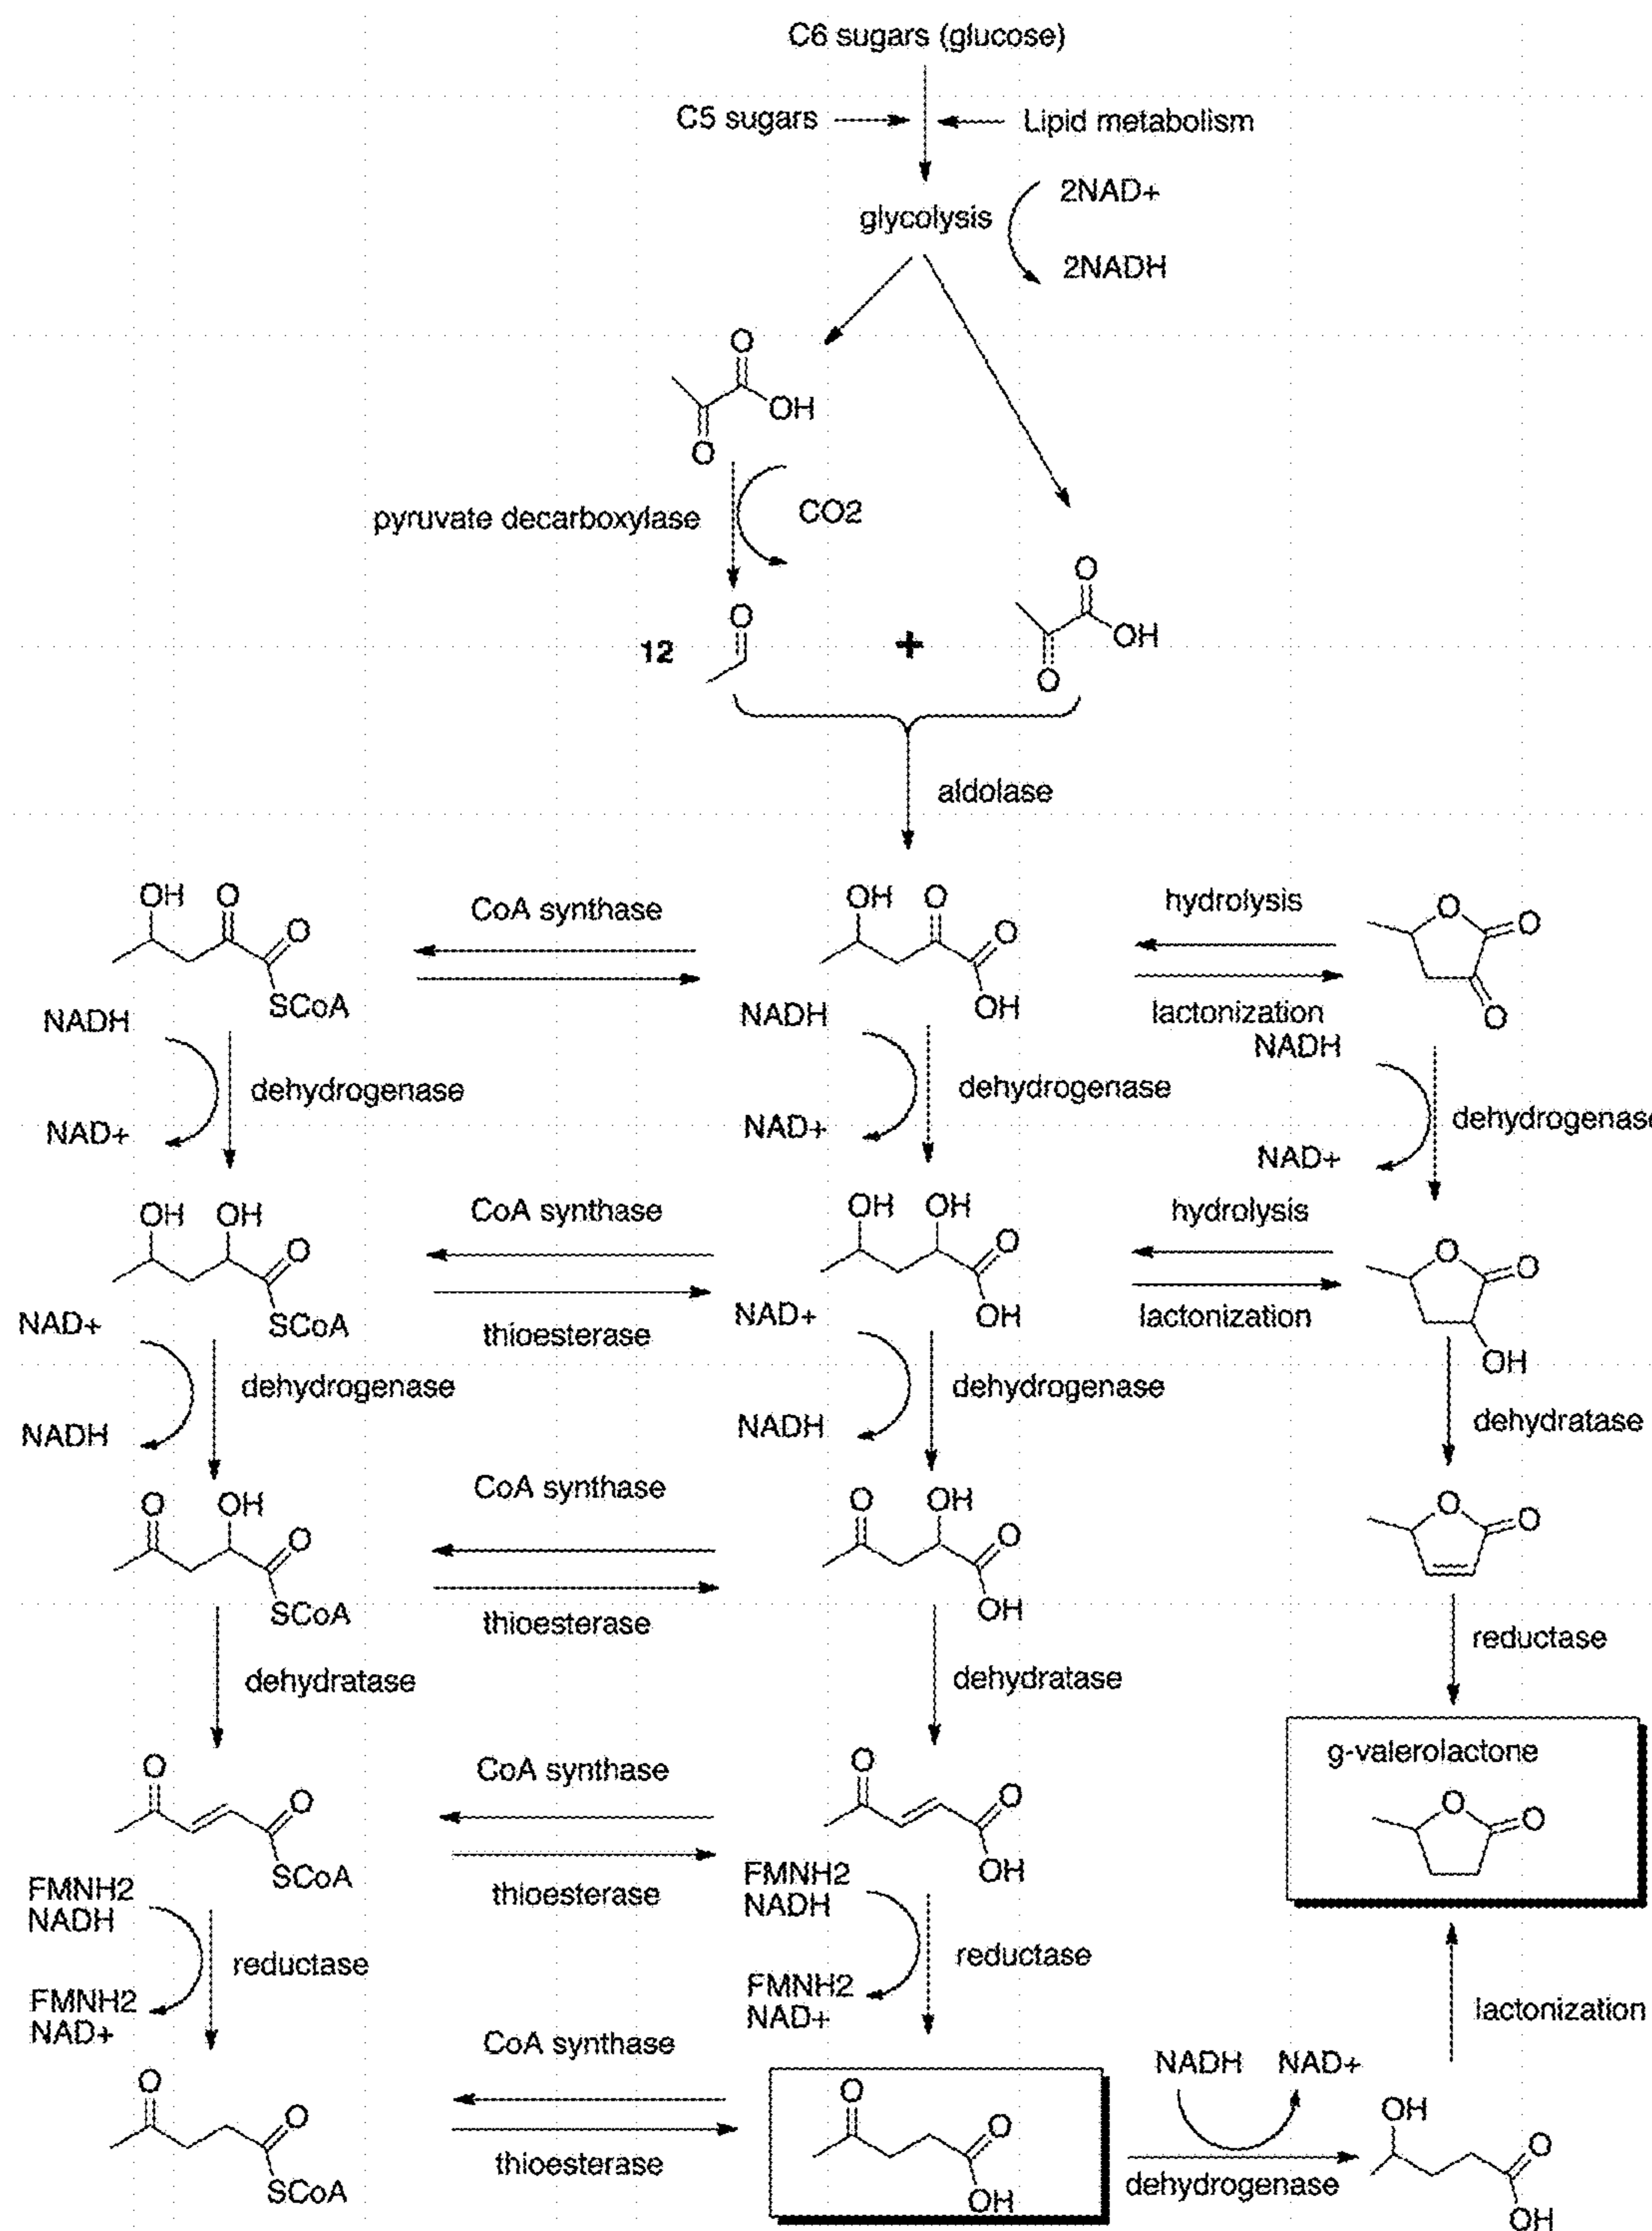 C6 sugars (glucose)
C5 sugars
Lipid metabolism
2NAD+
glycolysis
2NADH
O
OH
O
pyruvate decarboxylase
CO2
O
12
+
O
OH
O
aldolase
OH O
O
SCoA
CoA synthase
OH O
O
OH
hydrolysis
lactonization
O
O
O
NADH
dehydrogenase
NAD+
NADH
dehydrogenase
NAD+
NADH
dehydrogenase
NAD+
OH OH
O
SCoA
CoA synthase
thioesterase
OH OH
O
OH
hydrolysis
lactonization
O
O
OH
NAD+
dehydrogenase
NADH
NAD+
dehydrogenase
NADH
dehydratase
O OH
O
SCoA
CoA synthase
thioesterase
O OH
O
OH
O
O
dehydratase
dehydratase
reductase
O
O
SCoA
CoA synthase
thioesterase
O
O
OH
g-valerolactone
O
O
FMNH2
NADH
reductase
FMNH2
NAD+
FMNH2
NADH
reductase
FMNH2
NAD+
lactonization
O
O
SCoA
CoA synthase
thioesterase
O
O
OH
NADH NAD+
dehydrogenase
OH
O
OH